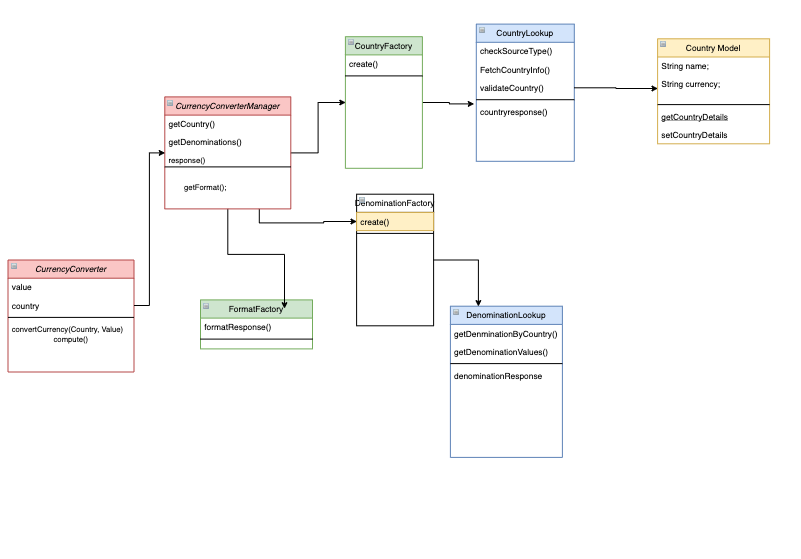 CountryLookup
checkSourceType()
FetchCountryInfo()
validateCountry()
countryresponse()
CountryFactory
create()
Country Model
String name;
String currency;
getCountryDetails
setCountryDetails
CurrencyConverterManager
getCountry()
getDenominations()
response()
getFormat();
DenominationFactory
create()
CurrencyConverter
value
country
convertCurrency(Country, Value)
compute()
FormatFactory
formatResponse()
DenominationLookup
getDenminationByCountry()
getDenominationValues()
denominationResponse